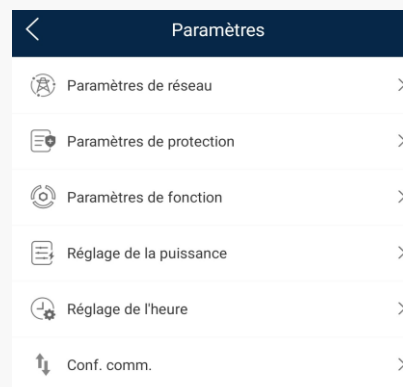 Paramètres
Paramètres de réseau
Paramètres de protection
Paramètres de fonction
Réglage de la puissance
Réglage de l'heure
Conf. comm.